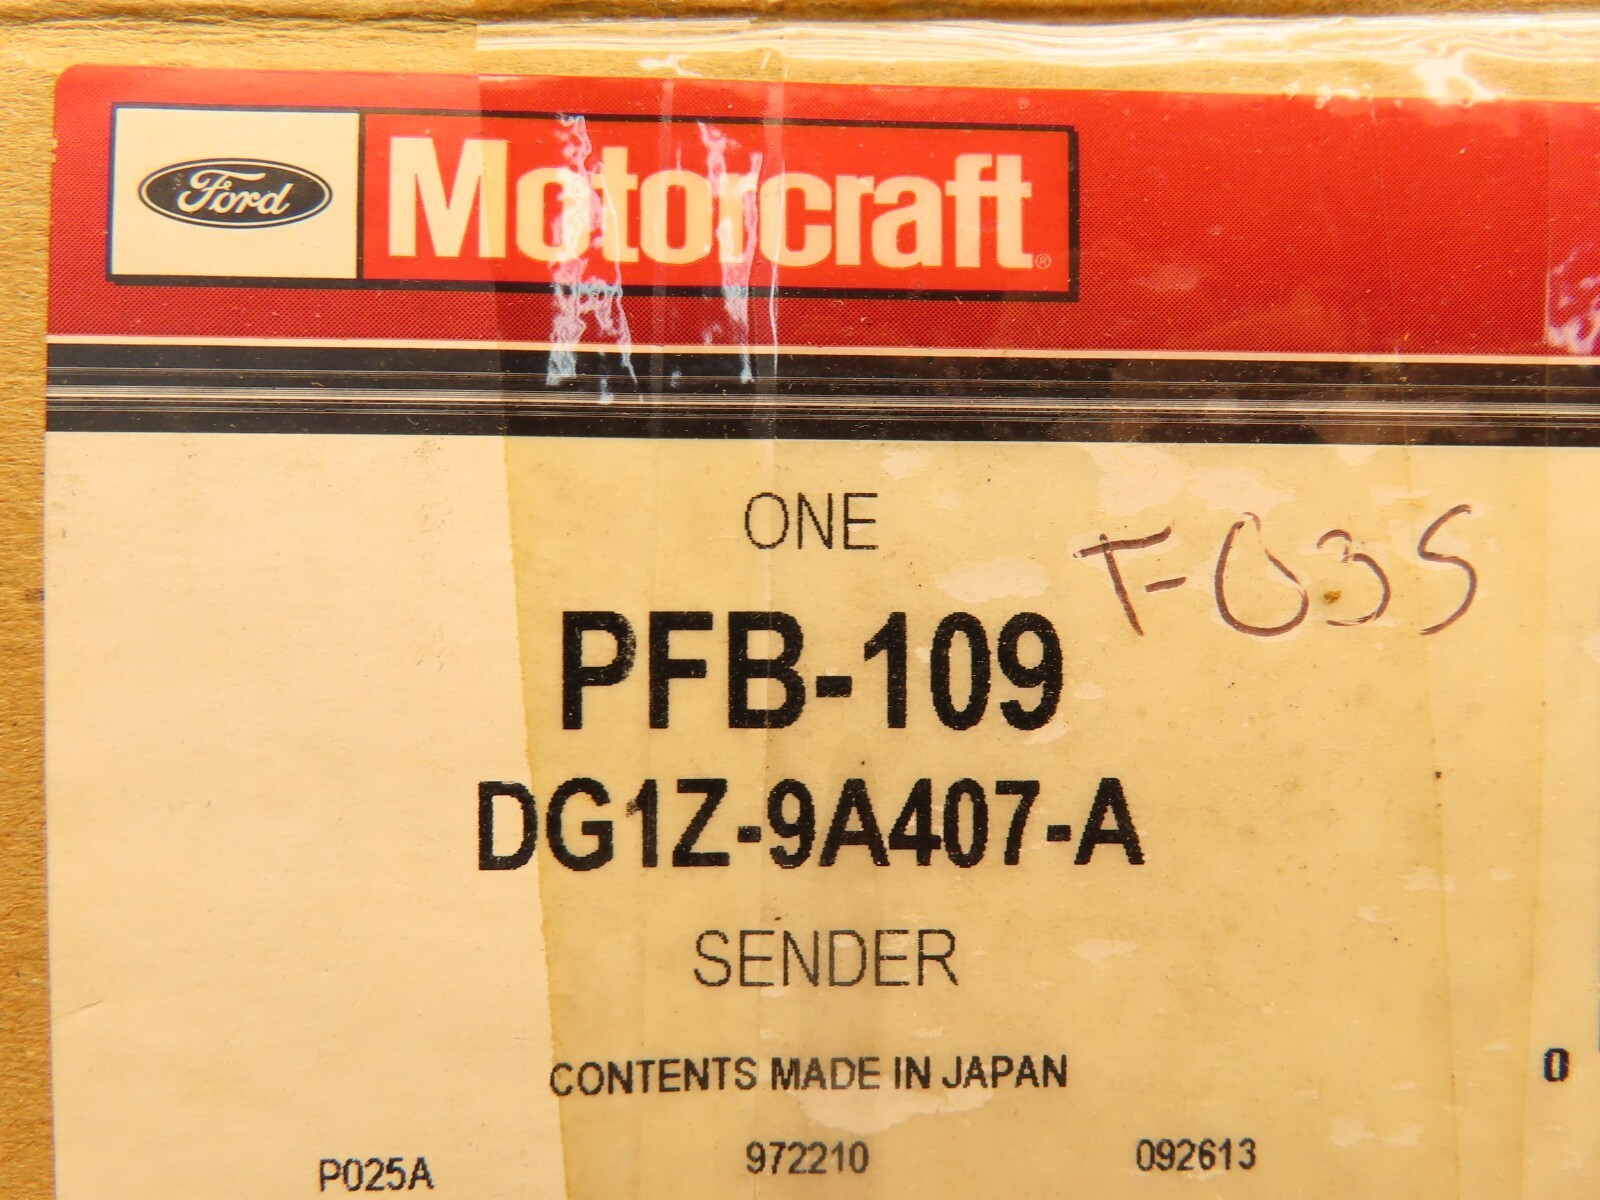 Ford Motorcraft®
ONE
T-035
PFB-109
DG1Z-9A407-A
SENDER
CONTENTS MADE IN JAPAN
0
P025A 972210 092613